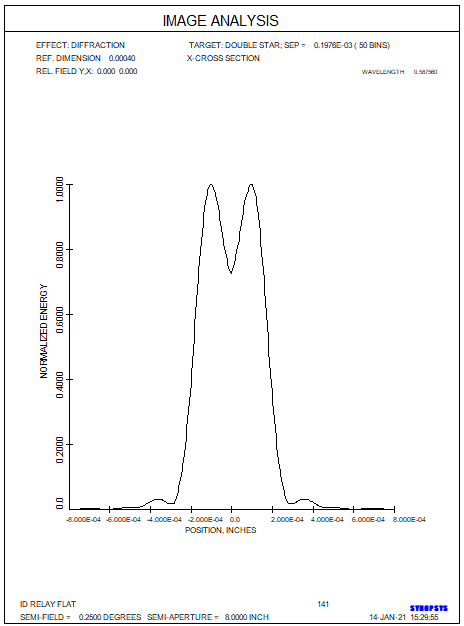 IMAGE ANALYSIS
EFFECT: DIFFRACTION TARGET: DOUBLE STAR; SEP = 0.1976E-03 ( 50 BINS)
REF. DIMENSION 0.00040 X-CROSS SECTION
REL. FIELD Y,X: 0.000 0.000 WAVELENGTH 0.587560
NORMALIZED ENERGY
1.0000
0.8000
0.6000
0.4000
0.2000
0.0
-8.000E-04 -6.000E-04 -4.000E-04 -2.000E-04 0.0 2.000E-04 4.000E-04 6.000E-04 8.000E-04
POSITION, INCHES
ID RELAY FLAT 141 SYNOPSYS
SEMI-FIELD = 0.2500 DEGREES SEMI-APERTURE = 8.0000 INCH 14-JAN-21 15:29:55